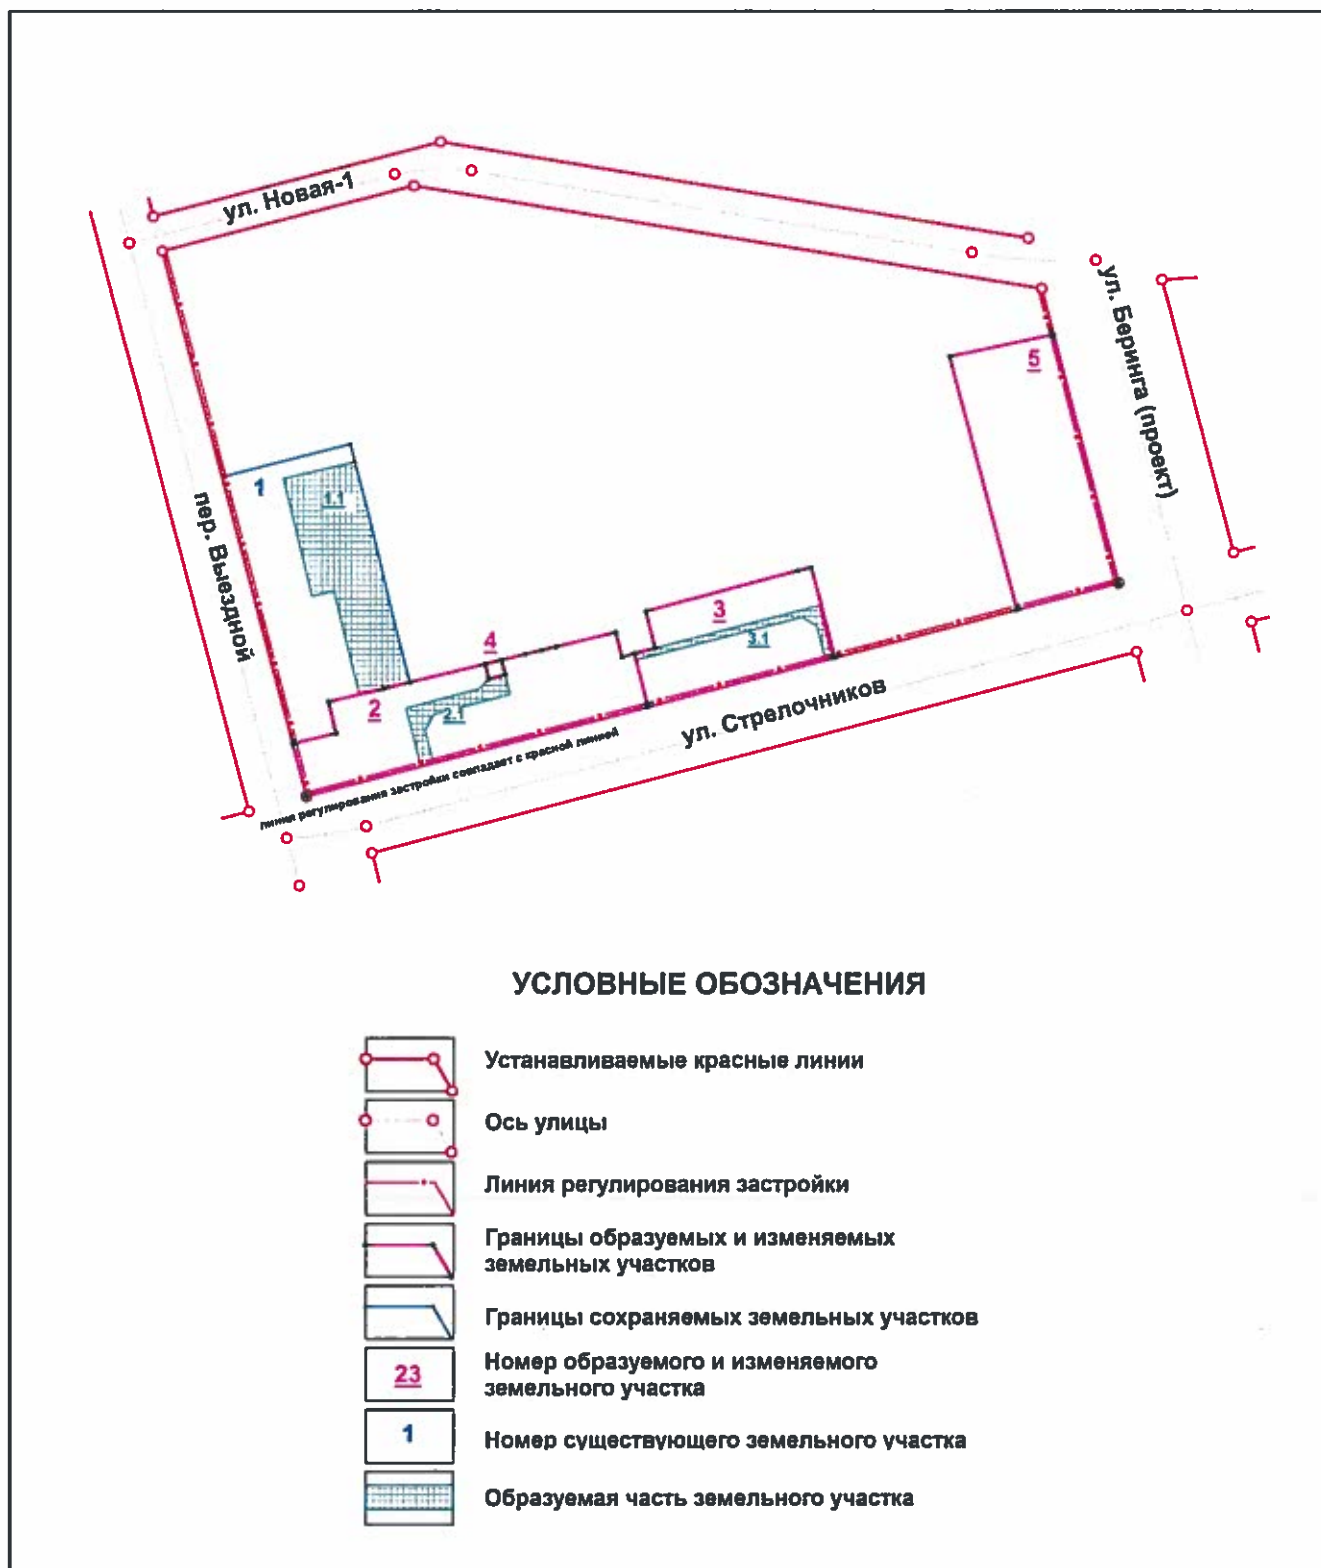 ул. Новая-1
ул. Беринга (проект)
5
1
1.1
пер. Выездной
3
4
3.1
2
2.1
ул. Стрелочников
линия регулирования застройки совпадает с красной линией
УСЛОВНЫЕ ОБОЗНАЧЕНИЯ
Устанавливаемые красные линии
Ось улицы
Линия регулирования застройки
Границы образуемых и изменяемых
земельных участков
Границы сохраняемых земельных участков
23
Номер образуемого и изменяемого
земельного участка
1
Номер существующего земельного участка
Образуемая часть земельного участка